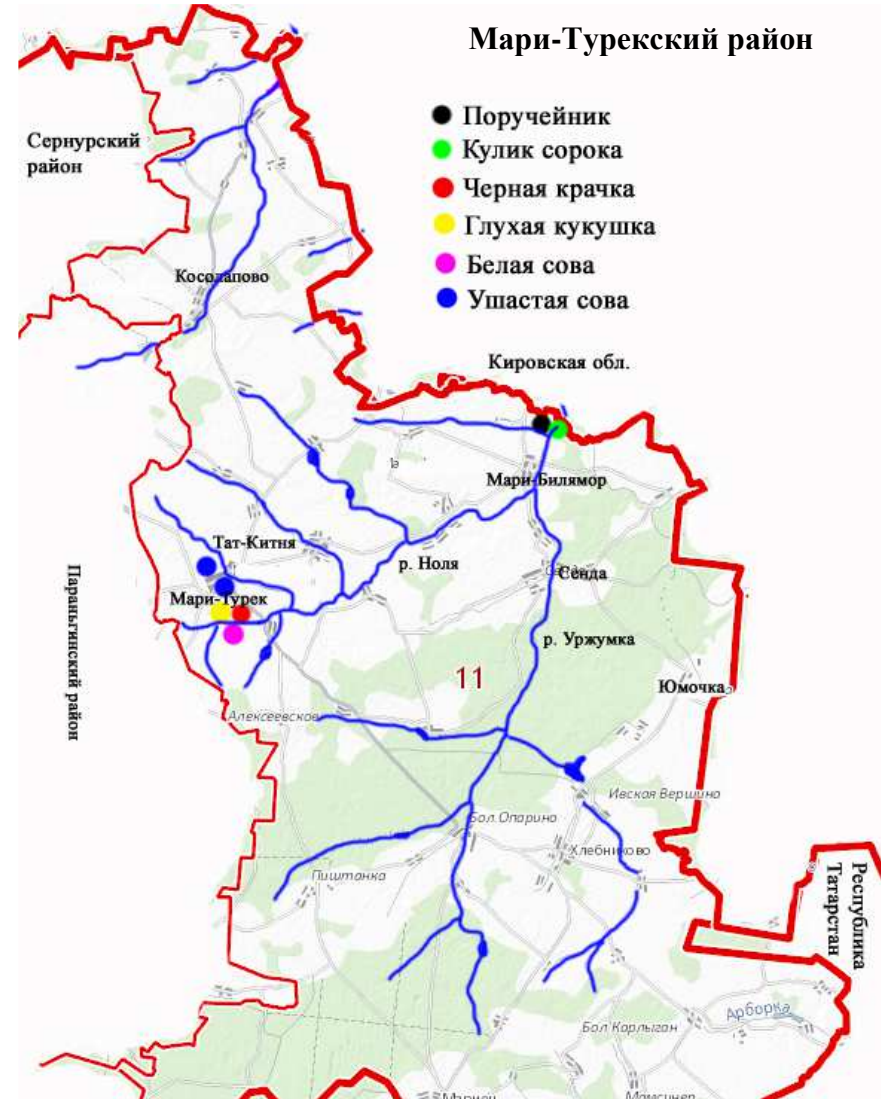 Мари-Турекский район
Поручейник
Кулик сорока
Черная крачка
Глухая кукушка
Белая сова
Ушастая сова
Сернурский
район
Косолапово
Кировская обл.
Мари-Билямор
Тат-Китня
р. Ноля
Сенда
Мари-Турек
Параньгинский район
р. Уржумка
11
Юмочка
Алексеевское
Ивская Вершина
Бол.Опарино
Хлебниково
Пиштанка
Республика
Татарстан
Арборка
Бол Карлыган
Мамсинер